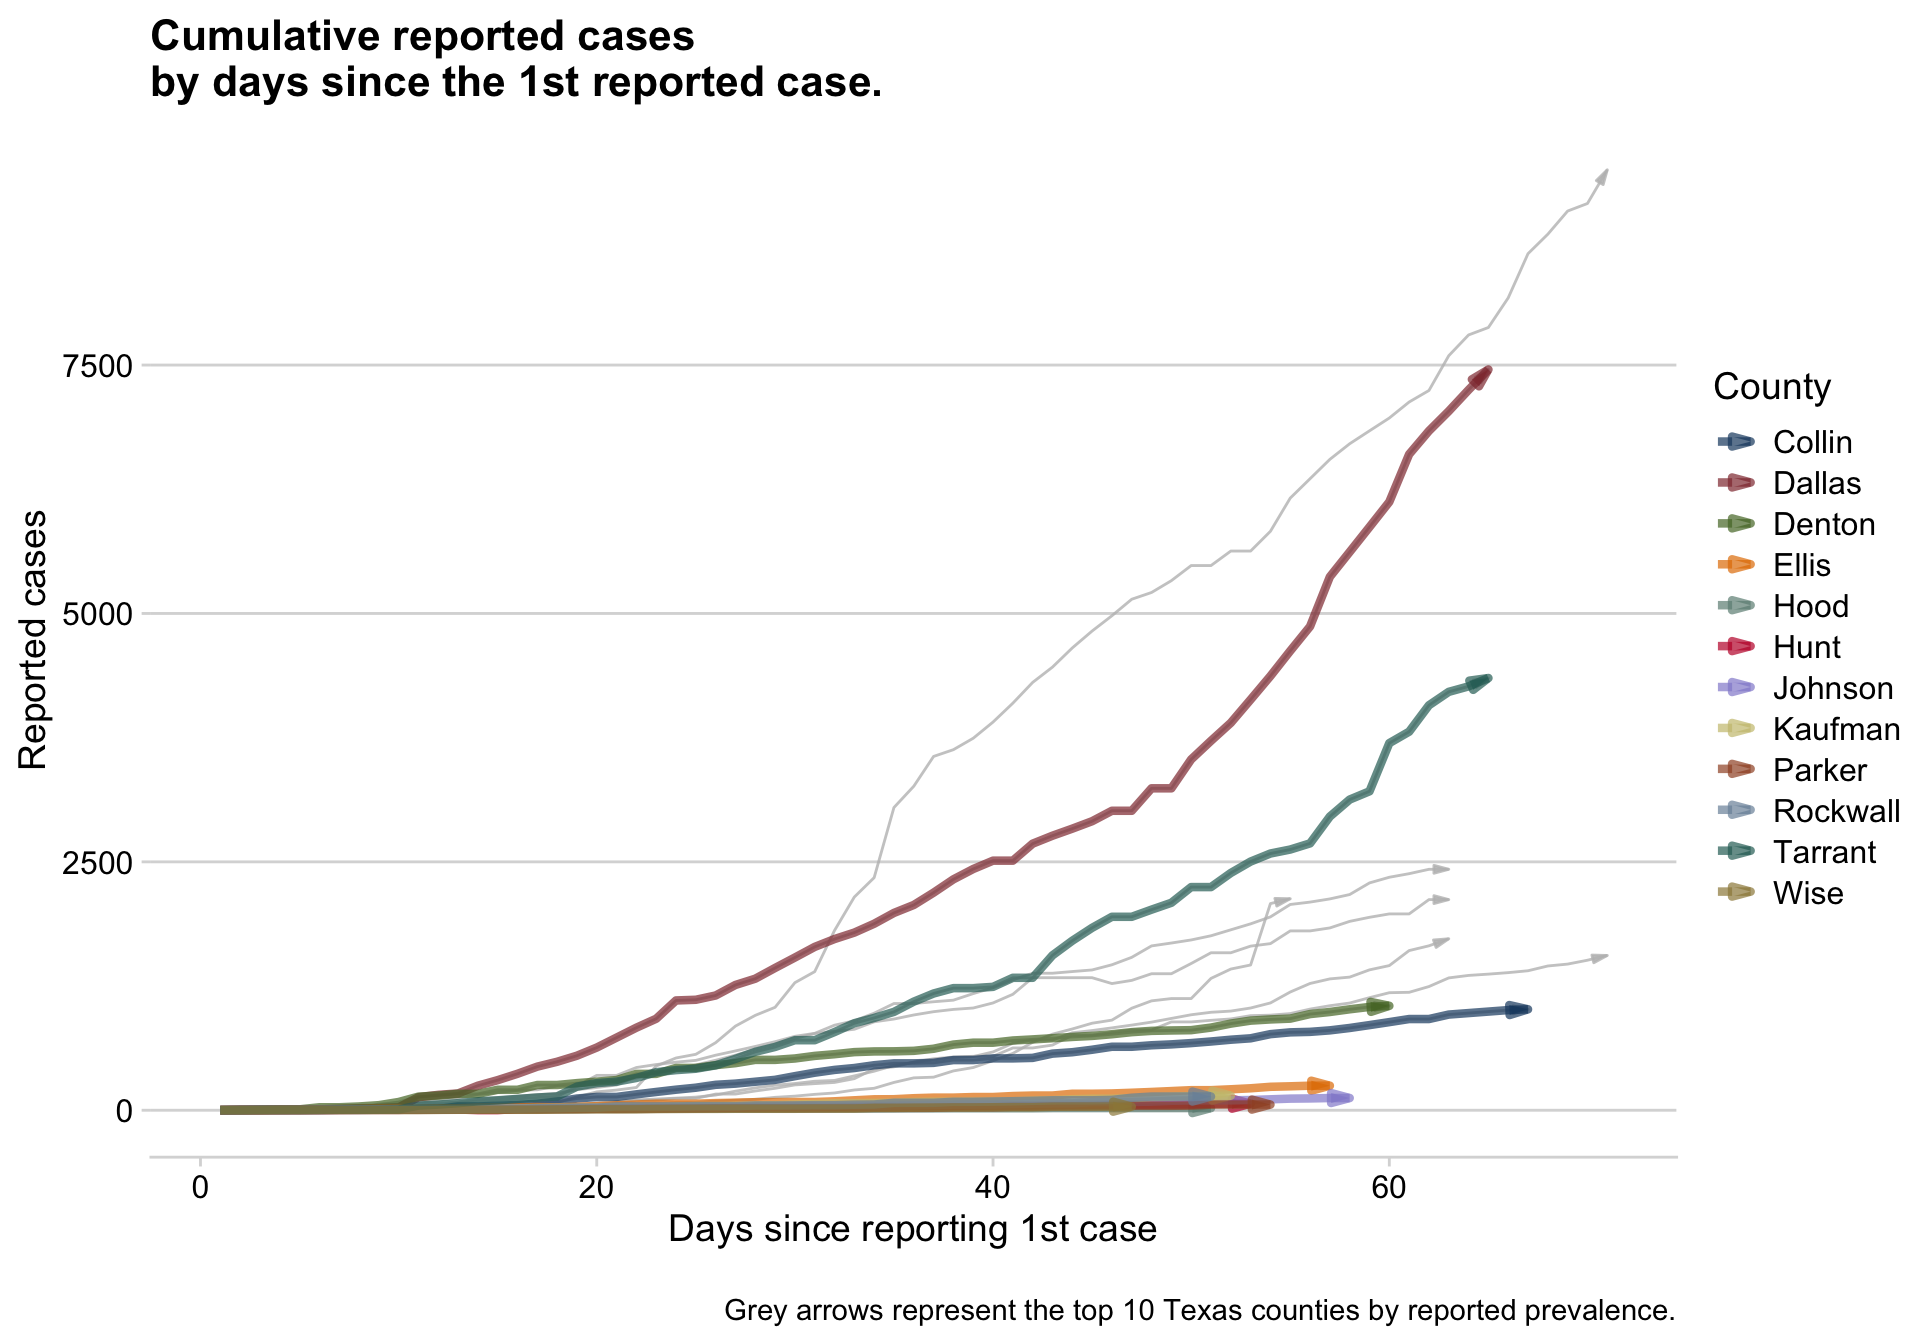 Cumulative reported cases
by days since the 1st reported case.
Reported cases
7500
5000
2500
0
0 20 40 60
Days since reporting 1st case
County
Collin
Dallas
Denton
Ellis
Hood
Hunt
Johnson
Kaufman
Parker
Rockwall
Tarrant
Wise
Grey arrows represent the top 10 Texas counties by reported prevalence.